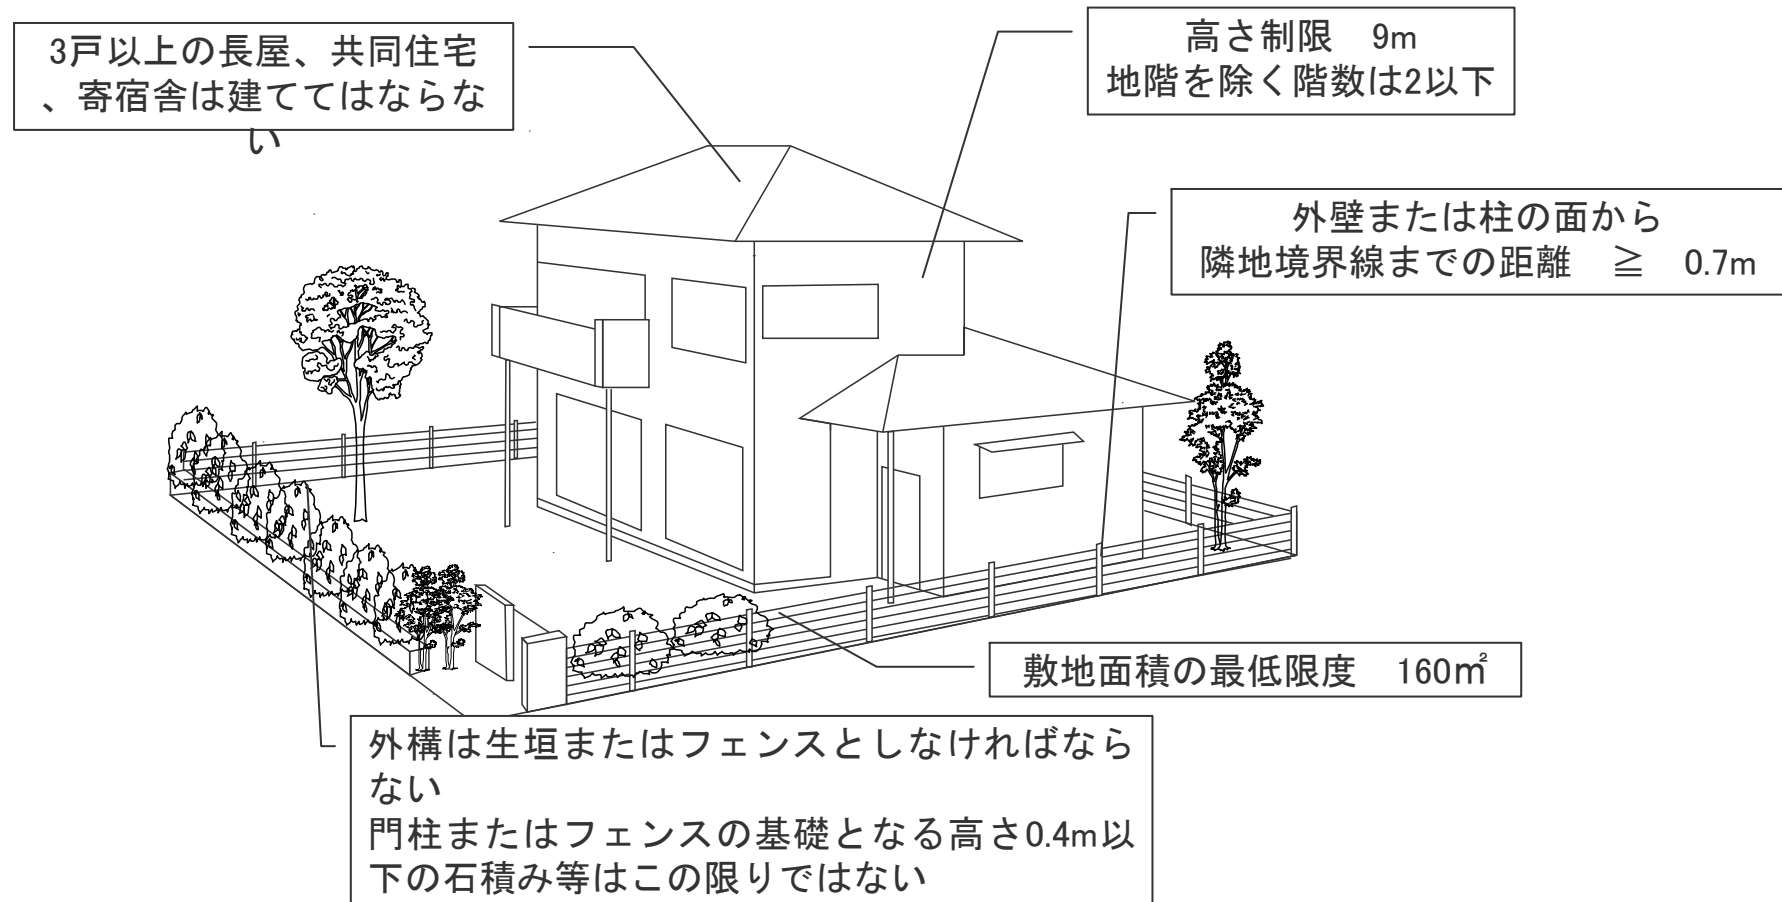 3戸以上の長屋、共同住宅
、寄宿舎は建ててはならな
い
高さ制限　9m
地階を除く階数は2以下
外壁または柱の面から
隣地境界線までの距離　≧　0.7m
敷地面積の最低限度　160㎡
外構は生垣またはフェンスとしなければなら
ない
門柱またはフェンスの基礎となる高さ0.4m以
下の石積み等はこの限りではない